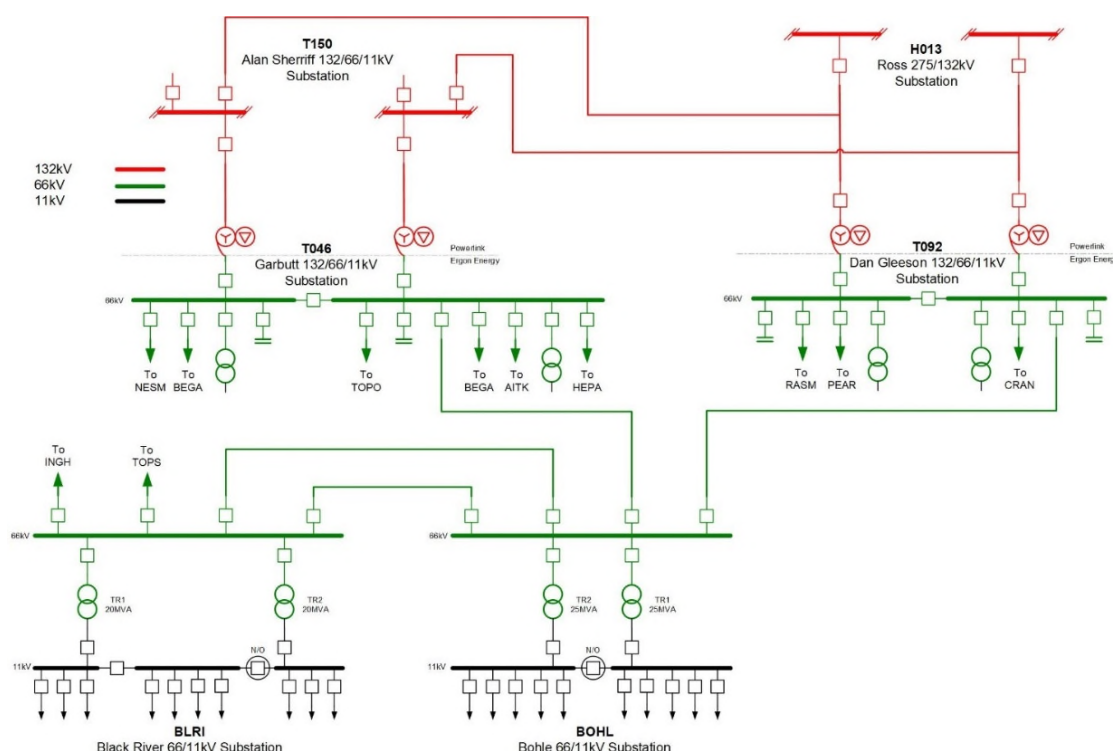 T150
Alan Sherriff 132/66/11kV
Substation
H013
Ross 275/132kV
Substation
132kV
66kV
11kV
T046
Garbutt 132/66/11kV
Substation
Powerlink
Ergon Energy
T092
Dan Gleeson 132/66/11kV
Substation
Powerlink
Ergon Energy
66kV
66kV
To
NESM
To
BEGA
To
TOPO
To
BEGA
To
AITK
To
HEPA
To
RASM
To
PEAR
To
CRAN
To
INGH
To
TOPS
66kV
66kV
TR1
20MVA
TR2
20MVA
TR2
25MVA
TR1
25MVA
N/O
N/O
11kV
11kV
BLRI
Black River 66/11kV Substation
BOHL
Bohle 66/11kV Substation